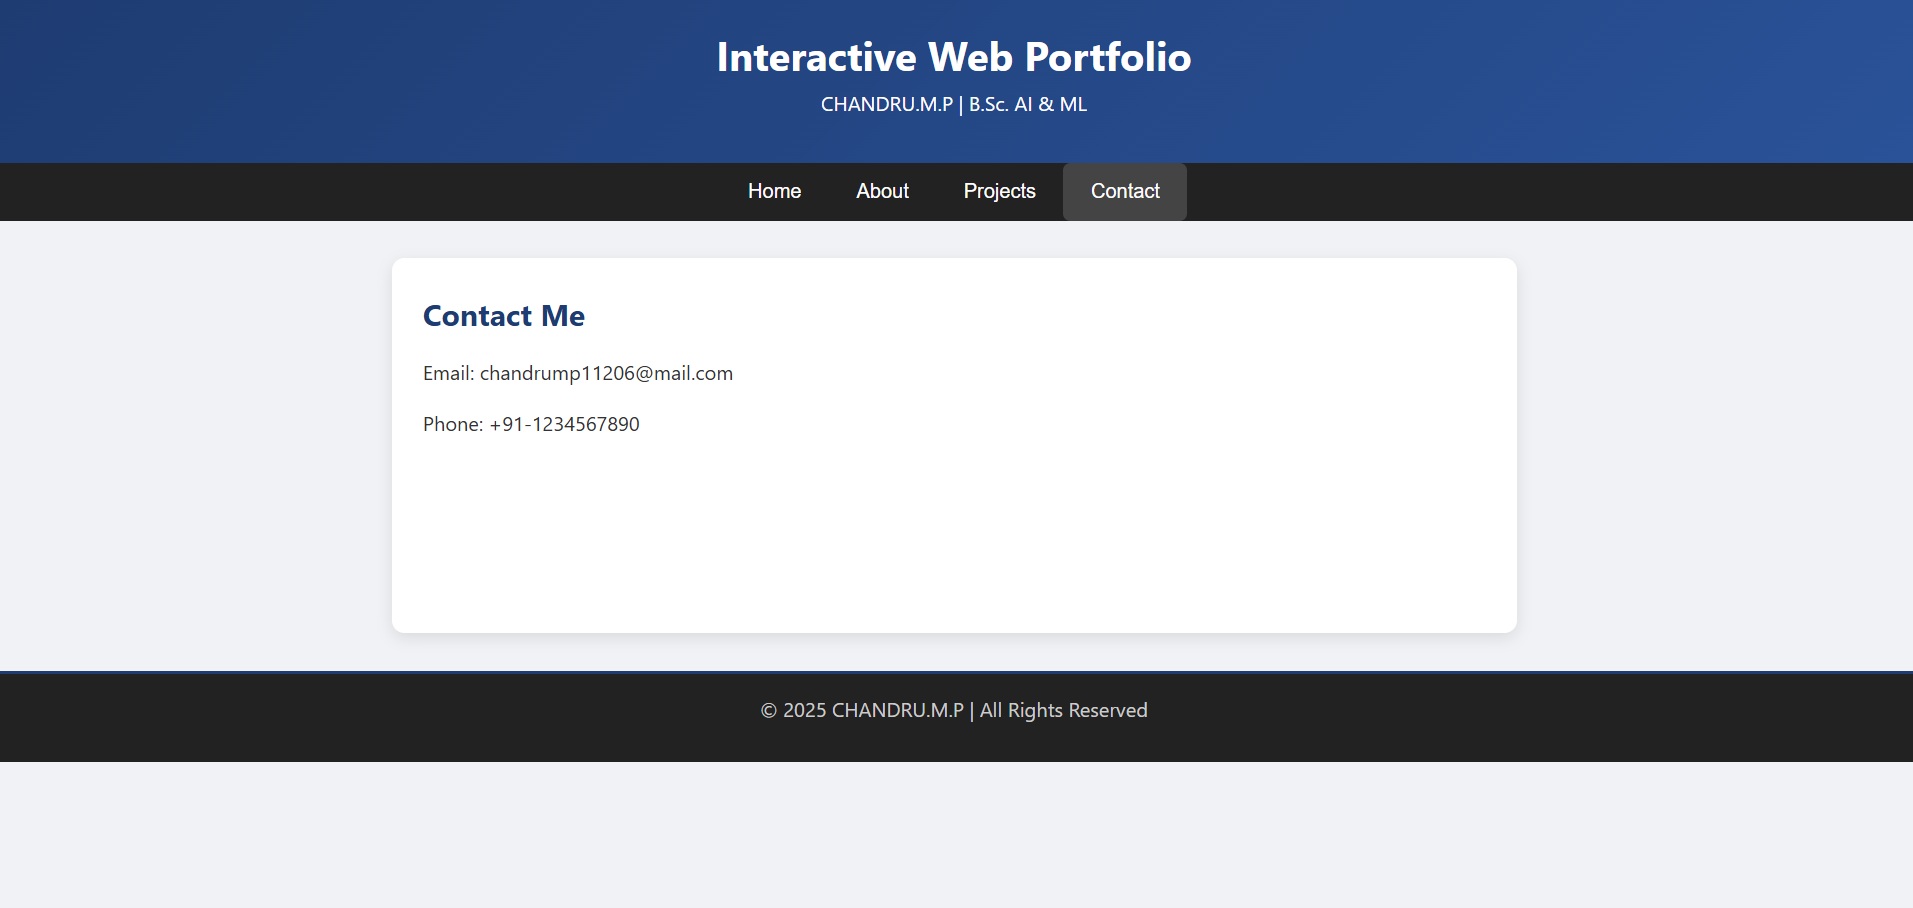 Interactive Web Portfolio
CHANDRU.M.P | B.Sc. AI & ML
Home About Projects Contact
Contact Me
Email: chandrump11206@mail.com
Phone: +91-1234567890
© 2025 CHANDRU.M.P | All Rights Reserved